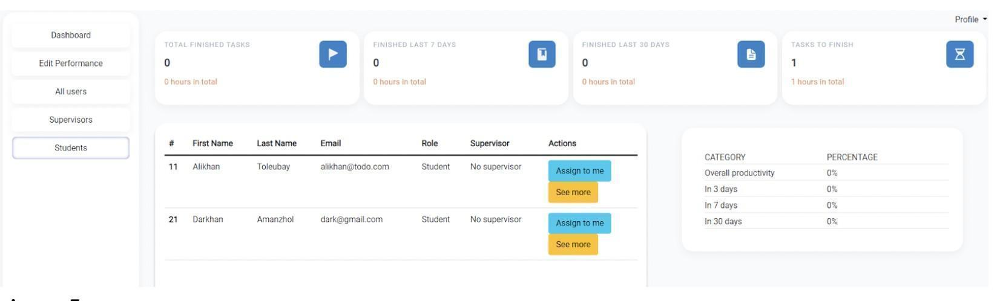 Profile
Dashboard
Edit Performance
All users
Supervisors
Students
TOTAL FINISHED TASKS
0
0 hours in total
FINISHED LAST 7 DAYS
0
0 hours in total
FINISHED LAST 30 DAYS
0
0 hours in total
TASKS TO FINISH
1
1 hours in total
# First Name Last Name Email Role Supervisor Actions
11 Alikhan Toleubay alikhan@todo.com Student No supervisor Assign to me
See more
21 Darkhan Amanzhol dark@gmail.com Student No supervisor Assign to me
See more
CATEGORY PERCENTAGE
Overall productivity 0%
In 3 days 0%
In 7 days 0%
In 30 days 0%